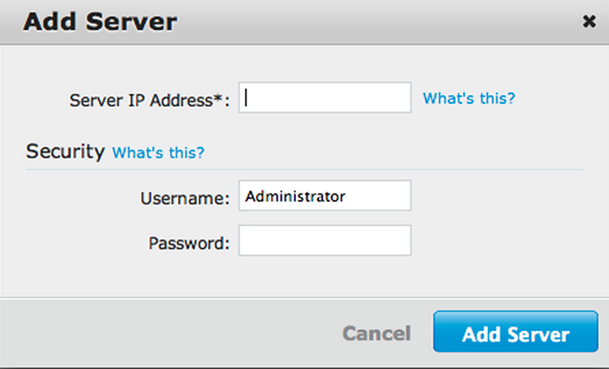 Add Server ×
Server IP Address*: What's this?
Security What's this?
Username: Administrator
Password:
Cancel Add Server